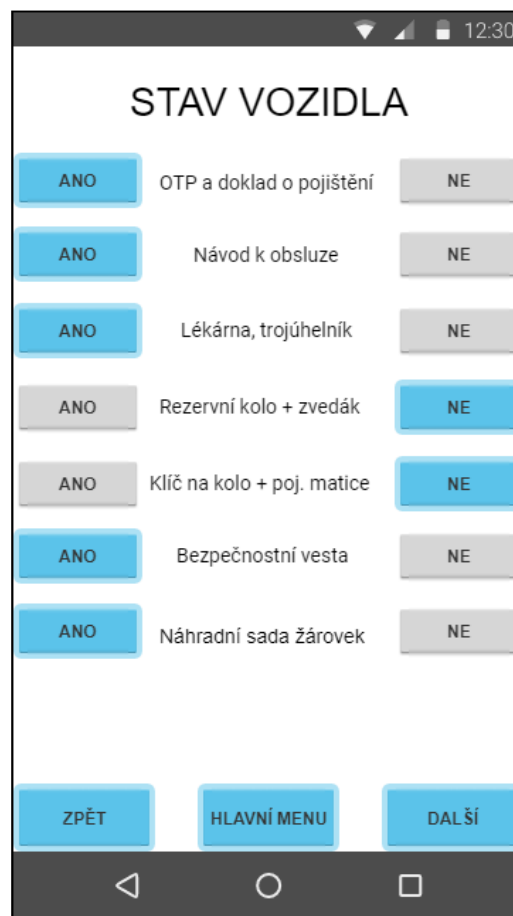 12:30
STAV VOZIDLA
ANO OTP a doklad o pojištění NE
ANO Návod k obsluze NE
ANO Lékárna, trojúhelník NE
ANO Rezervní kolo + zvedák NE
ANO Klíč na kolo + poj. matice NE
ANO Bezpečnostní vesta NE
ANO Náhradní sada žárovek NE
ZPĚT HLAVNÍ MENU DALŠÍ